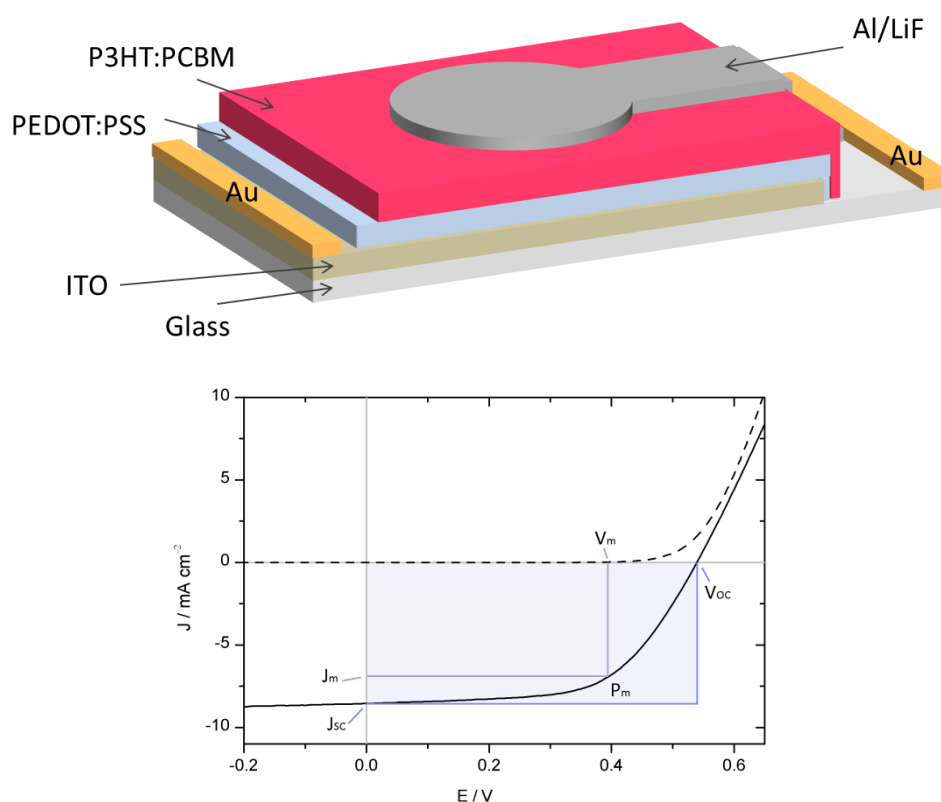 Al/LiF
P3HT:PCBM
PEDOT:PSS
Au
Au
ITO
Glass
10
5
0
-5
-10
J / mA cm⁻²
Vm
VOC
Jm
Pm
JSC
-0.2
0.0
0.2
0.4
0.6
E / V